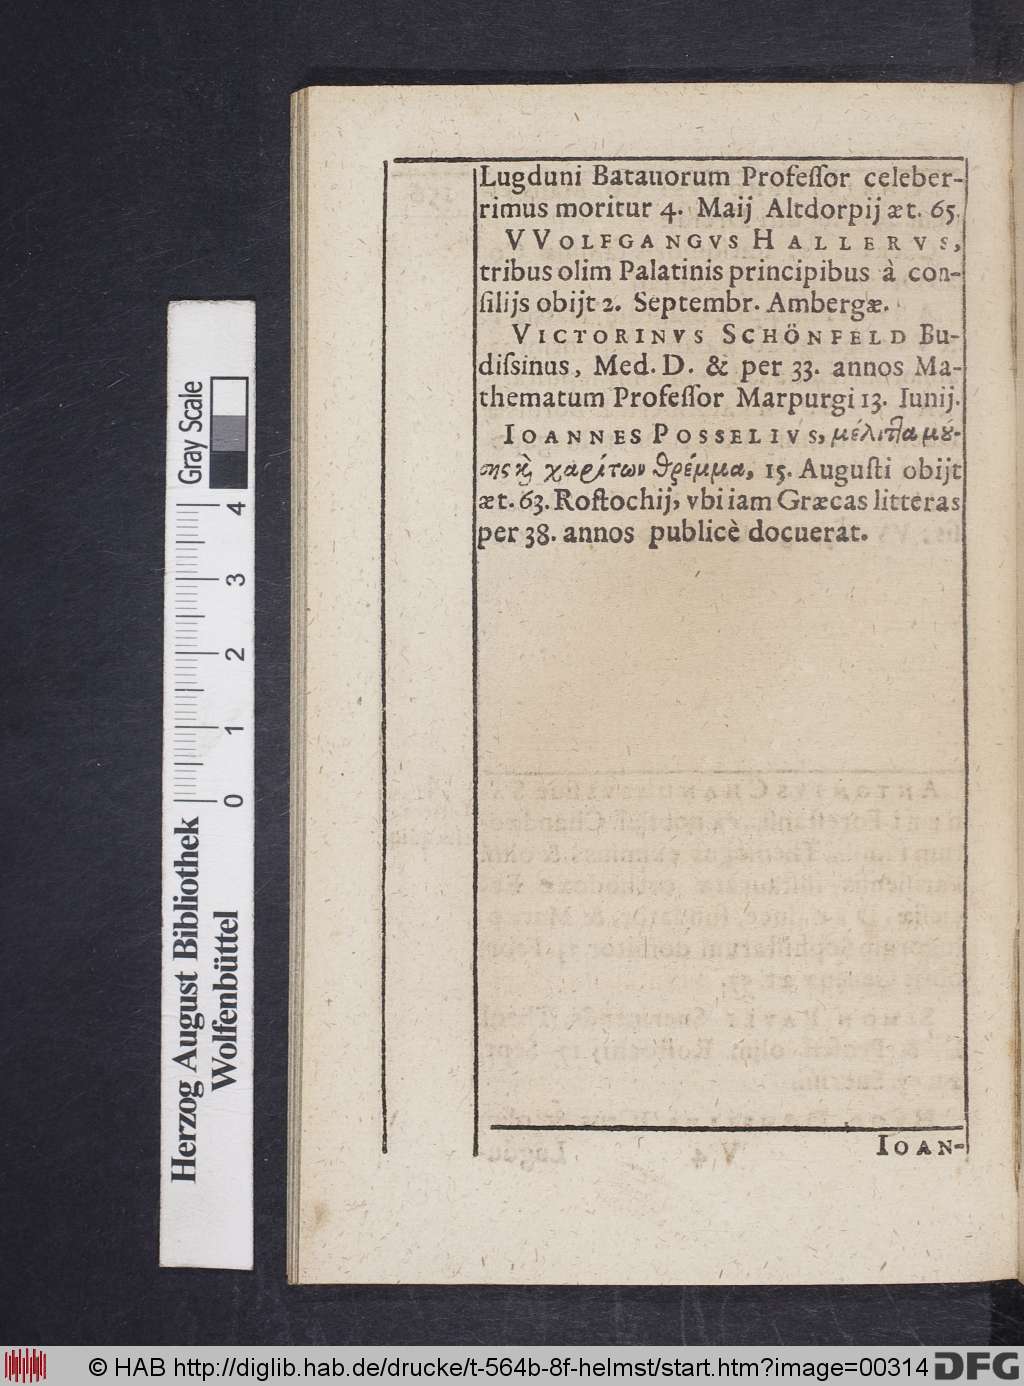 Lugduni Batauorum Profeſſor celeber-
rimus moritur 4. Maij Altdorpij æt. 65.
VVOLFGANGVS HALLERVS,
tribus olim Palatinis principibus à con-
ſilijs obijt 2. Septembr. Ambergæ.
VICTORINVS SCHÖNFELD Bu-
diſsinus, Med. D. & per 33. annos Ma-
thematum Profeſſor Marpurgi 13. Iunij.
IOANNES POSSELIVS, μέλιτ1α μȣ-
σης κ̀ χαρίτων θρέμμα, 15. Auguſti obijt
æt. 63. Roſtochij, vbi iam Græcas litteras
per 38. annos publicè docuerat.
IOAN-
Gray Scale
4
3
2
1
0
Herzog August Bibliothek
Wolfenbüttel
© HAB http://diglib.hab.de/drucke/t-564b-8f-helmst/start.htm?image=00314
DFG